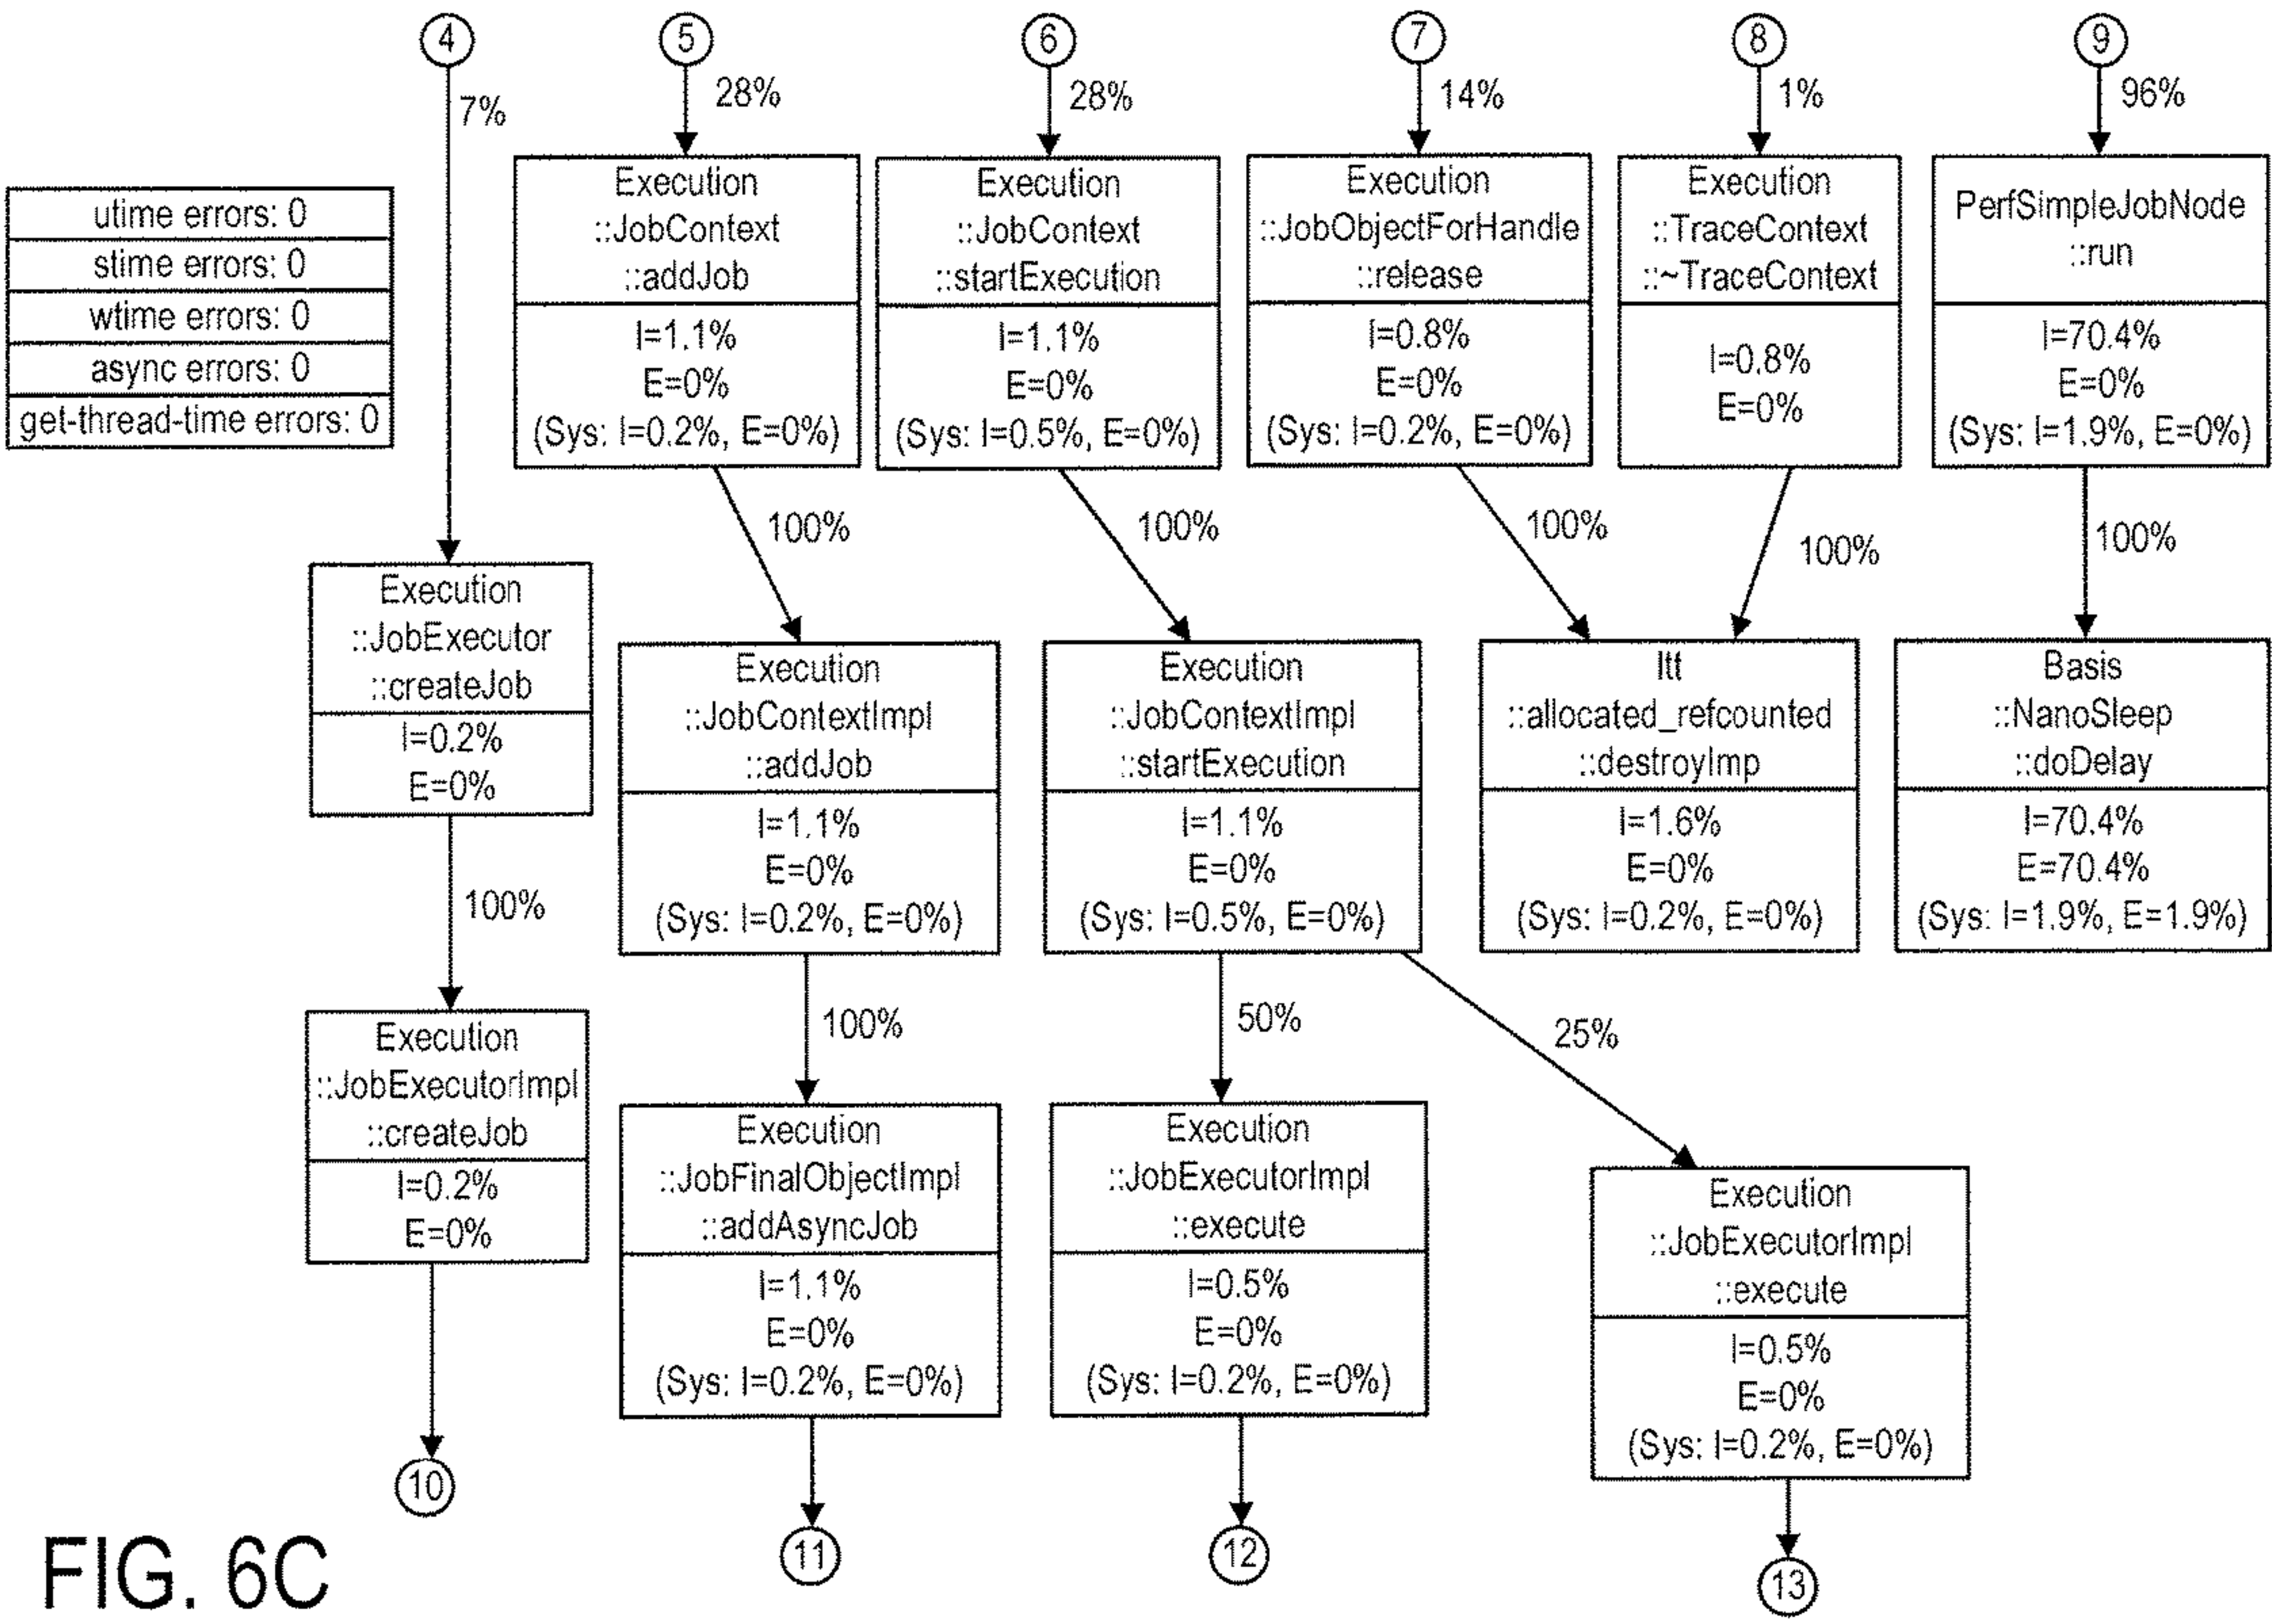 4
5
6
7
8
9
7%
28%
28%
14%
1%
96%
utime errors: 0
stime errors: 0
wtime errors: 0
async errors: 0
get-thread-time errors: 0
Execution
::JobContext
::addJob
I=1.1%
E=0%
(Sys: I=0.2%, E=0%)
Execution
::JobContext
::startExecution
I=1.1%
E=0%
(Sys: I=0.5%, E=0%)
Execution
::JobObjectForHandle
::release
I=0.8%
E=0%
(Sys: I=0.2%, E=0%)
Execution
::TraceContext
::~TraceContext
I=0.8%
E=0%
PerfSimpleJobNode
::run
I=70.4%
E=0%
(Sys: I=1.9%, E=0%)
100%
100%
100%
100%
100%
Execution
::JobExecutor
::createJob
I=0.2%
E=0%
Execution
::JobContextImpl
::addJob
I=1.1%
E=0%
(Sys: I=0.2%, E=0%)
Execution
::JobContextImpl
::startExecution
I=1.1%
E=0%
(Sys: I=0.5%, E=0%)
ltt
::allocated_refcounted
::destroyImp
I=1.6%
E=0%
(Sys: I=0.2%, E=0%)
Basis
::NanoSleep
::doDelay
I=70.4%
E=70.4%
(Sys: I=1.9%, E=1.9%)
100%
100%
50%
25%
Execution
::JobExecutorImpl
::createJob
I=0.2%
E=0%
Execution
::JobFinalObjectImpl
::addAsyncJob
I=1.1%
E=0%
(Sys: I=0.2%, E=0%)
Execution
::JobExecutorImpl
::execute
I=0.5%
E=0%
(Sys: I=0.2%, E=0%)
Execution
::JobExecutorImpl
::execute
I=0.5%
E=0%
(Sys: I=0.2%, E=0%)
10
11
12
13
FIG. 6C